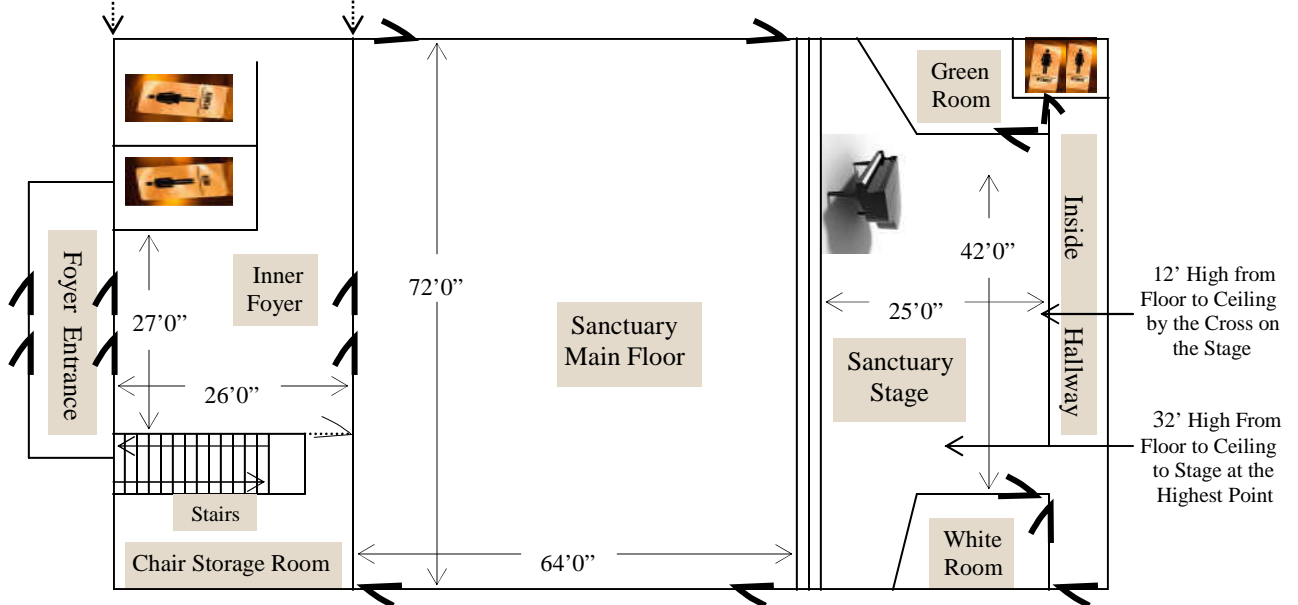 Green
Room
Foyer Entrance
Inner
Foyer
27’0”
26’0”
72’0”
Sanctuary
Main Floor
64’0”
Stairs
Chair Storage Room
42’0”
25’0”
Sanctuary
Stage
Inside Hallway
White
Room
12’ High from
Floor to Ceiling
by the Cross on
the Stage
32’ High From
Floor to Ceiling
to Stage at the
Highest Point